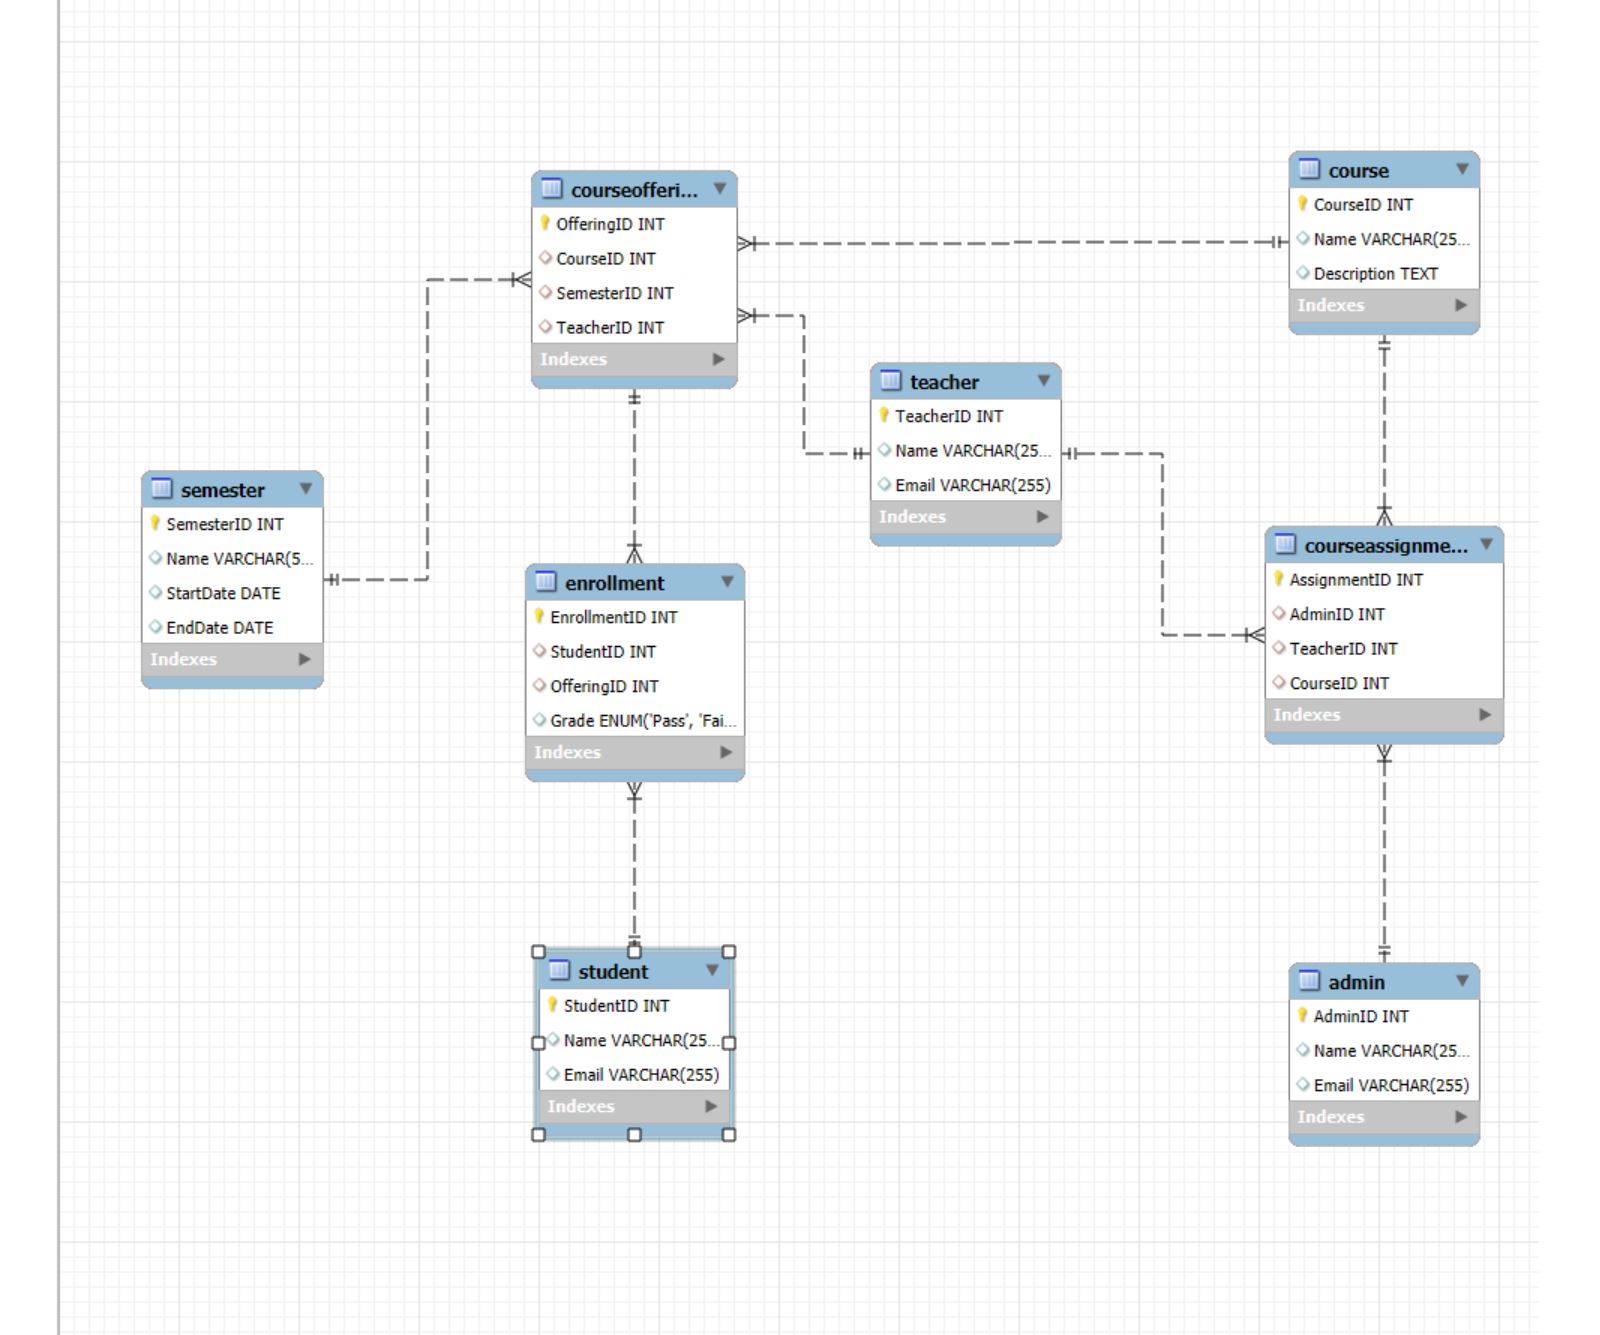 courseofferi...
OfferingID INT
CourseID INT
SemesterID INT
TeacherID INT
Indexes
course
CourseID INT
Name VARCHAR(25...
Description TEXT
Indexes
teacher
TeacherID INT
Name VARCHAR(25...
Email VARCHAR(255)
Indexes
semester
SemesterID INT
Name VARCHAR(5...
StartDate DATE
EndDate DATE
Indexes
enrollment
EnrollmentID INT
StudentID INT
OfferingID INT
Grade ENUM('Pass', 'Fai...
Indexes
courseassignme...
AssignmentID INT
AdminID INT
TeacherID INT
CourseID INT
Indexes
student
StudentID INT
Name VARCHAR(25...
Email VARCHAR(255)
Indexes
admin
AdminID INT
Name VARCHAR(25...
Email VARCHAR(255)
Indexes